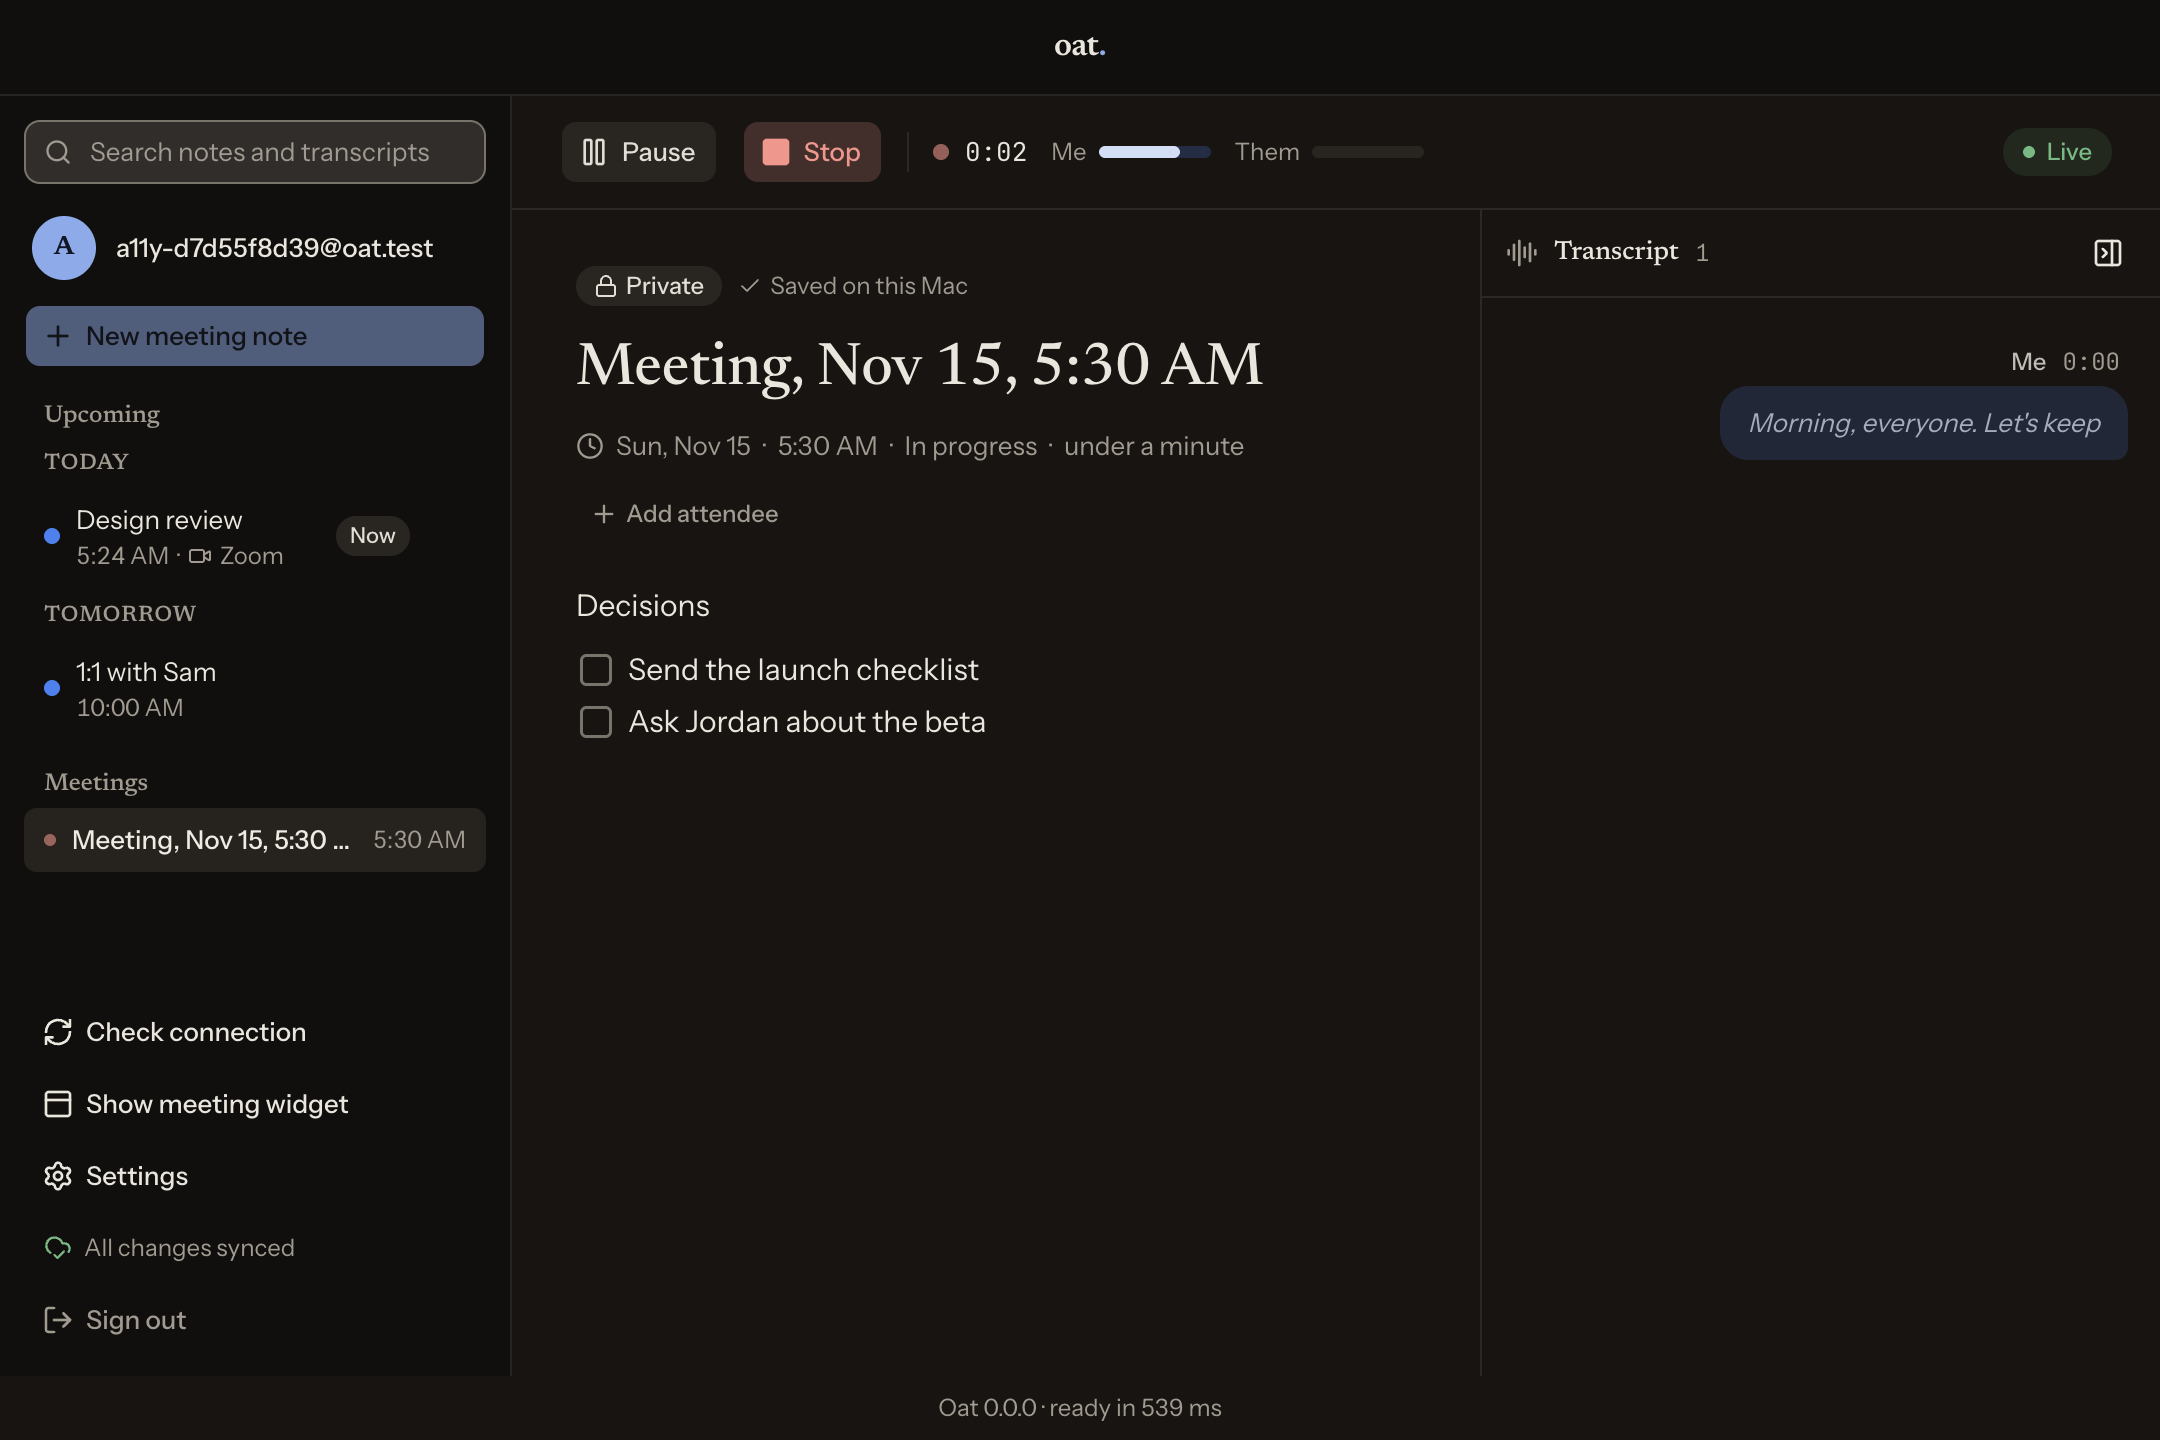 oat.
Search notes and transcripts
A
a11y-d7d55f8d39@oat.test
New meeting note
Upcoming
TODAY
Design review
5:24 AM · Zoom
Now
TOMORROW
1:1 with Sam
10:00 AM
Meetings
Meeting, Nov 15, 5:30 ... 5:30 AM
Check connection
Show meeting widget
Settings
All changes synced
Sign out
Pause Stop 0:02 Me Them Live
Private Saved on this Mac
Meeting, Nov 15, 5:30 AM
Sun, Nov 15 · 5:30 AM · In progress · under a minute
Add attendee
Decisions
Send the launch checklist
Ask Jordan about the beta
Transcript 1
Me 0:00
Morning, everyone. Let's keep
Oat 0.0.0 · ready in 539 ms